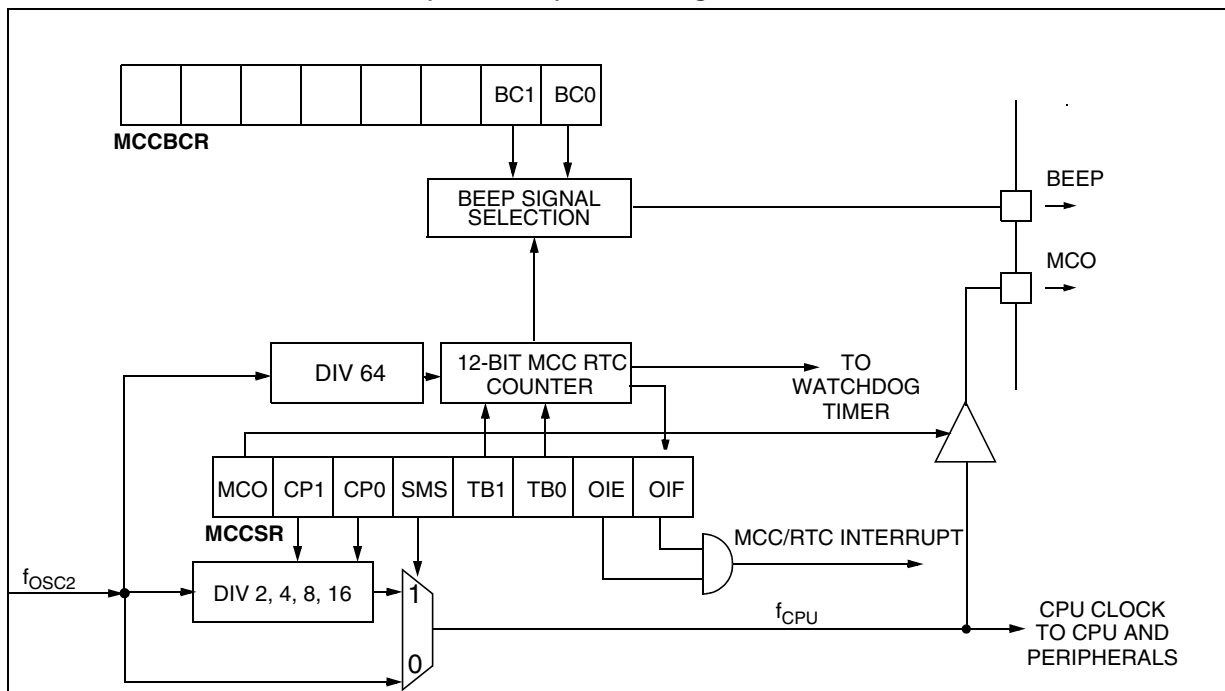 BC1 BC0
MCCBCR
BEEP SIGNAL
SELECTION
BEEP
MCO
DIV 64
12-BIT MCC RTC
COUNTER
TO
WATCHDOG
TIMER
MCO CP1 CP0 SMS TB1 TB0 OIE OIF
MCCSR
MCC/RTC INTERRUPT
fOSC2
DIV 2, 4, 8, 16
1
0
fCPU
CPU CLOCK
TO CPU AND
PERIPHERALS